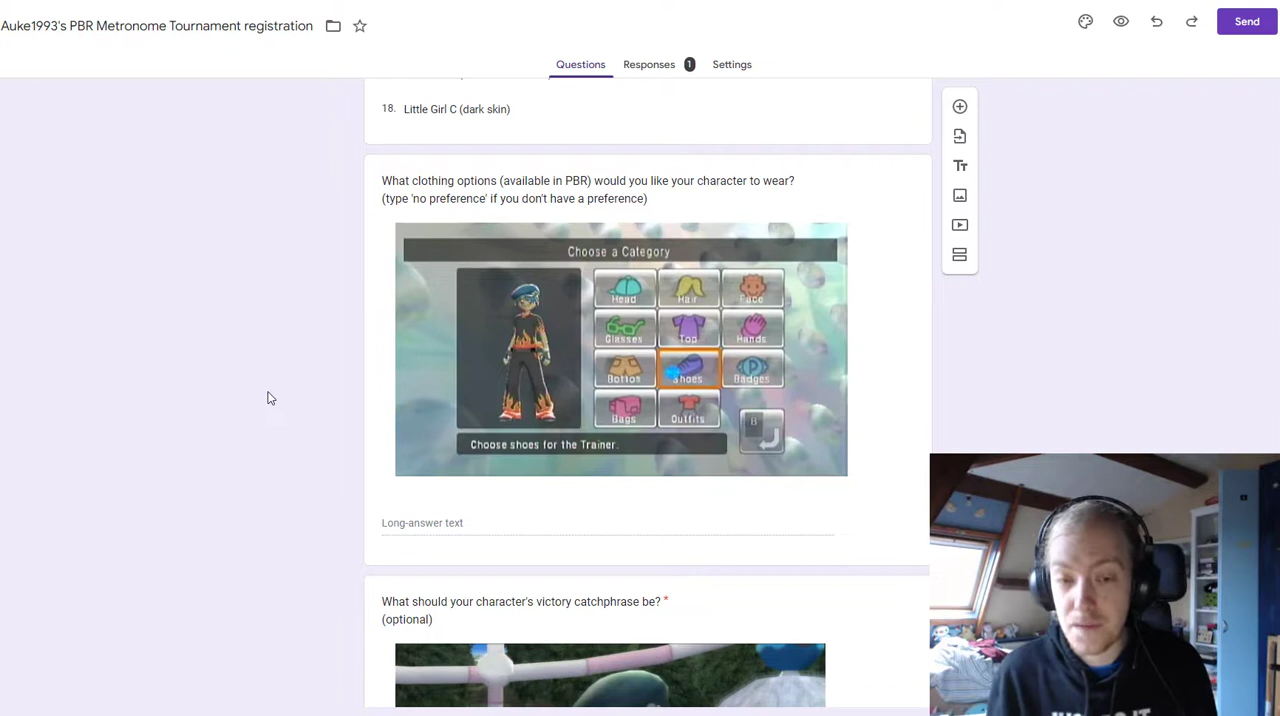 Auke1993's PBR Metronome Tournament registration
Send
Questions
Responses 1
Settings
18. Little Girl C (dark skin)
What clothing options (available in PBR) would you like your character to wear?
(type 'no preference' if you don't have a preference)
Choose a Category
Head
Hair
Face
Glasses
Top
Hands
Bottom
Shoes
Badges
Bags
Outfits
B
Choose shoes for the Trainer.
Long-answer text
What should your character's victory catchphrase be? *
(optional)